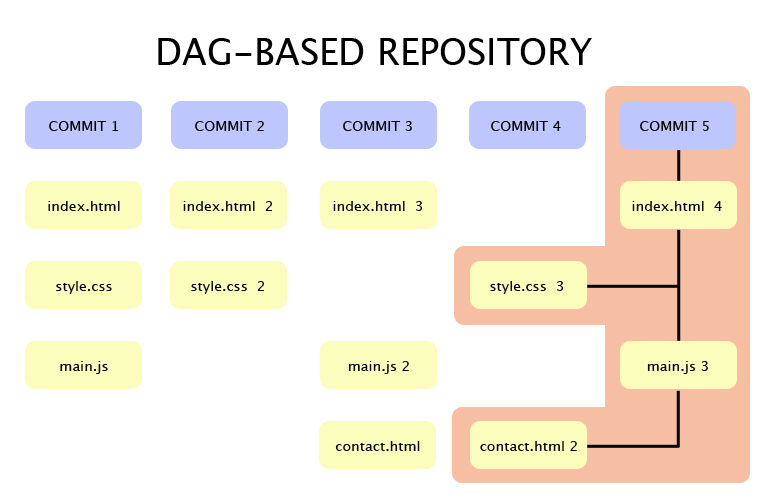 DAG-BASED REPOSITORY
COMMIT 1 COMMIT 2 COMMIT 3 COMMIT 4 COMMIT 5
index.html index.html 2 index.html 3 index.html 4
style.css style.css 2 style.css 3
main.js main.js 2 main.js 3
contact.html contact.html 2